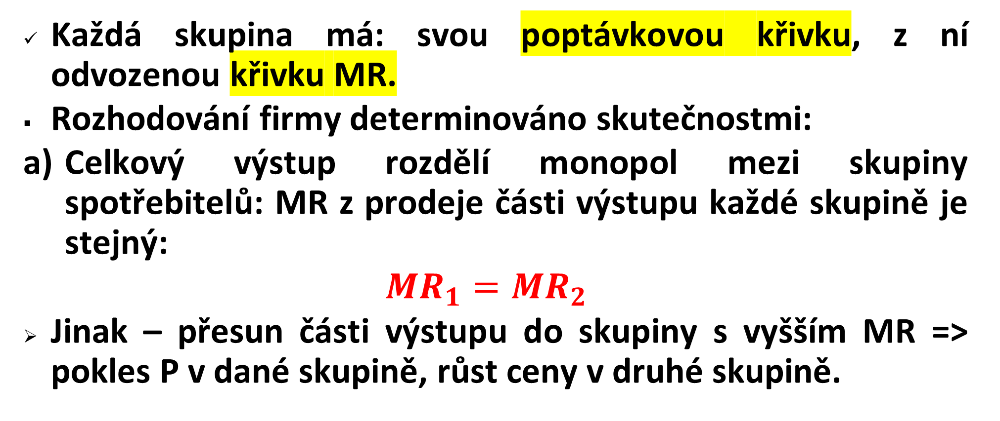 ✓ Každá skupina má: svou poptávkovou křivku, z ní
odvozenou křivku MR.
▪ Rozhodování firmy determinováno skutečnostmi:
a) Celkový výstup rozdělí monopol mezi skupiny
spotřebitelů: MR z prodeje části výstupu každé skupině je
stejný:
MR₁ = MR₂
➢ Jinak – přesun části výstupu do skupiny s vyšším MR =>
pokles P v dané skupině, růst ceny v druhé skupině.